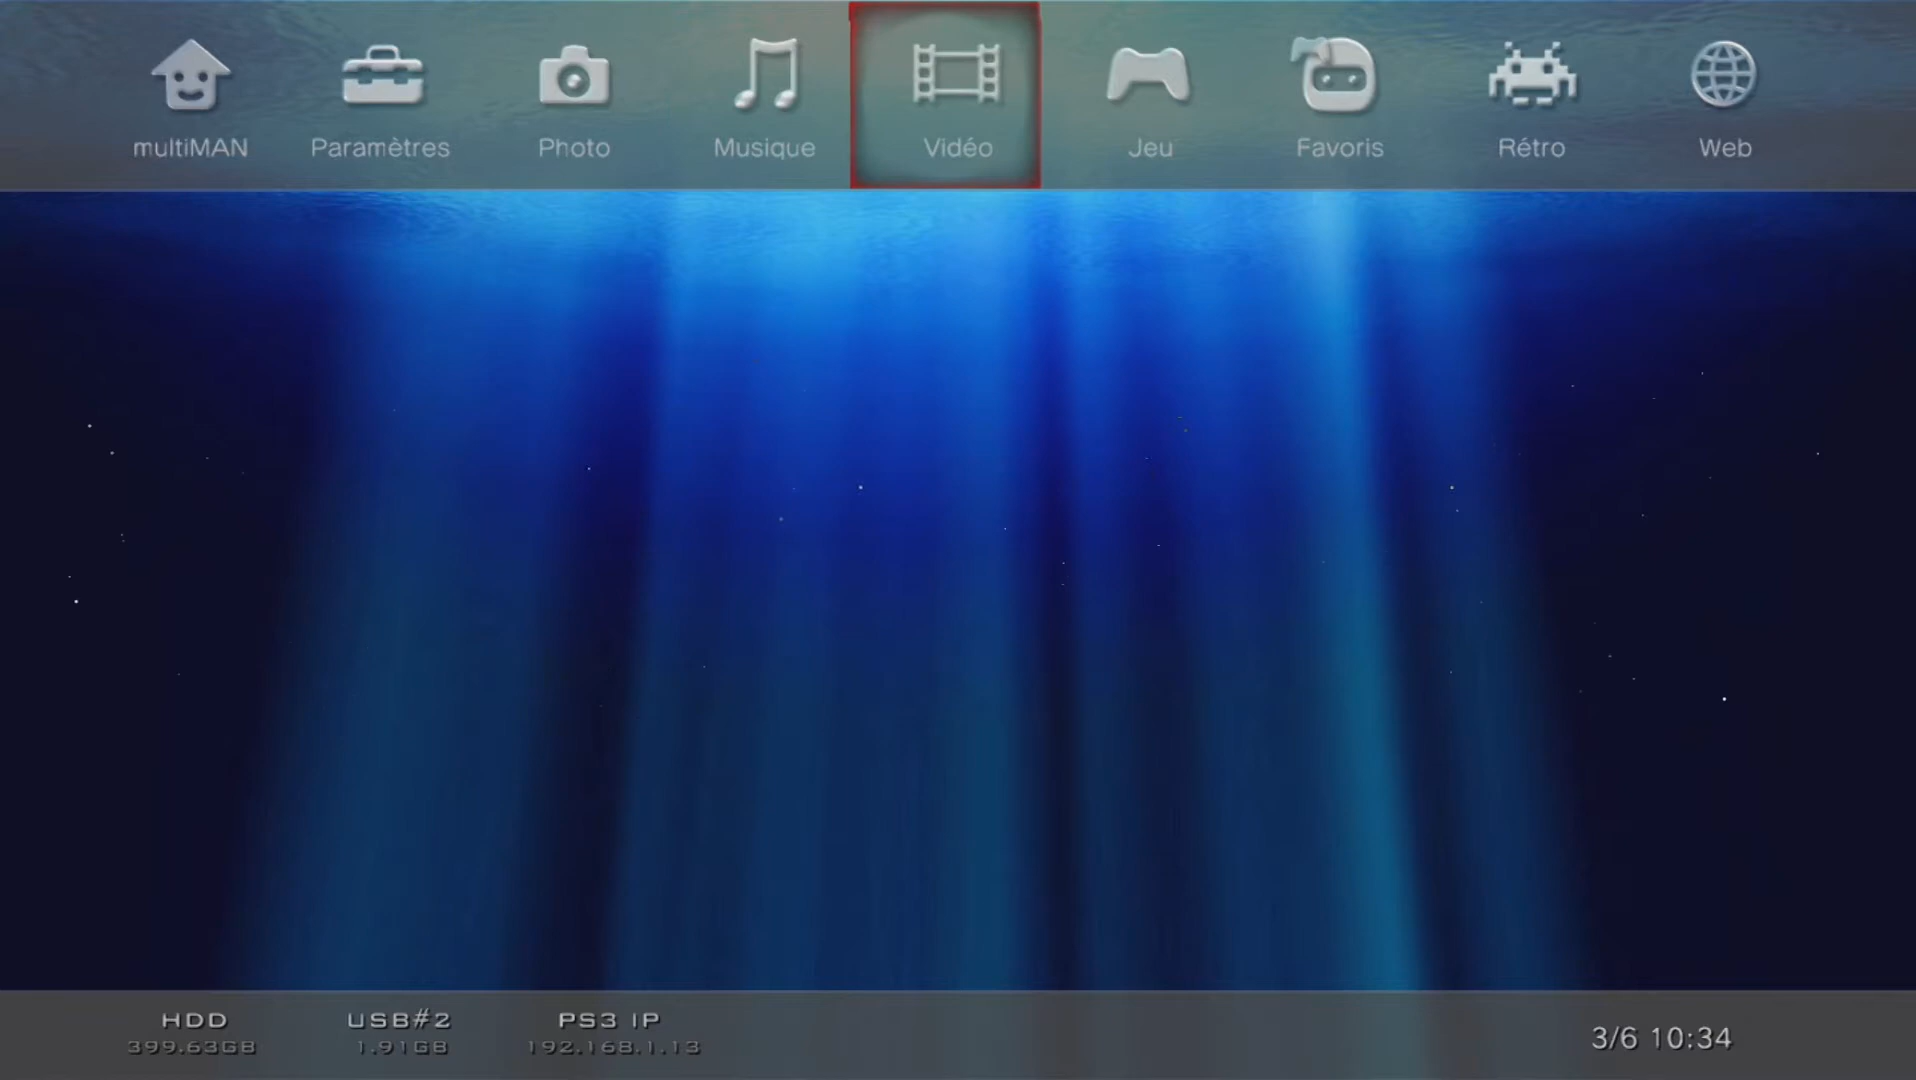 multiMAN Paramètres Photo Musique Vidéo Jeu Favoris Rétro Web
HDD USB#2 PS3 IP
399.63GB 1.91GB 192.168.1.13
3/6 10:34